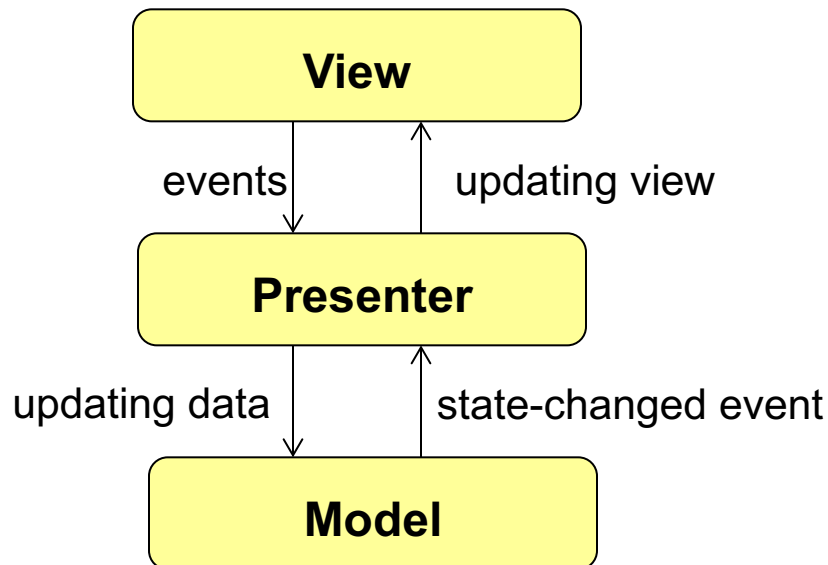 View
events
updating view
Presenter
updating data
state-changed event
Model